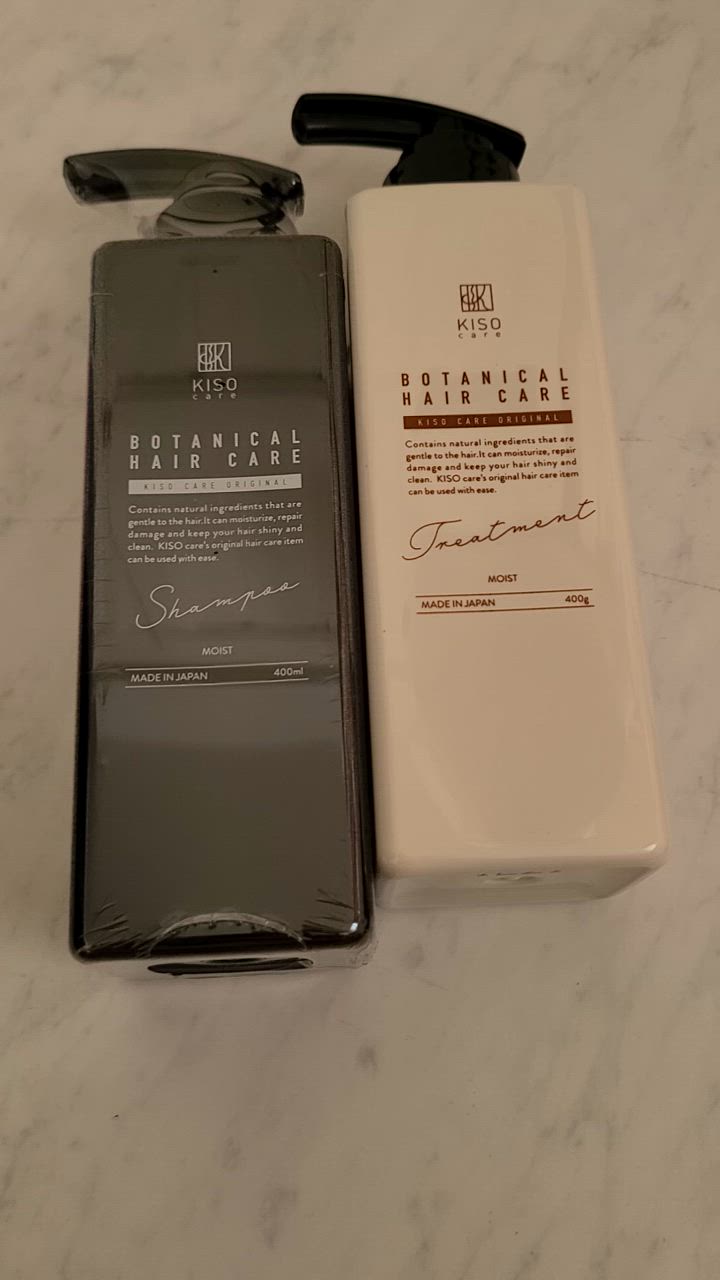 KISO
care
BOTANICAL
HAIR CARE
KISO CARE ORIGINAL
Contains natural ingredients that are
gentle to the hair.It can moisturize, repair
damage and keep your hair shiny and
clean. KISO care's original hair care item
can be used with ease.
Shampoo
MOIST
MADE IN JAPAN 400ml
KISO
care
BOTANICAL
HAIR CARE
KISO CARE ORIGINAL
Contains natural ingredients that are
gentle to the hair.It can moisturize, repair
damage and keep your hair shiny and
clean. KISO care's original hair care item
can be used with ease.
Treatment
MOIST
MADE IN JAPAN 400g